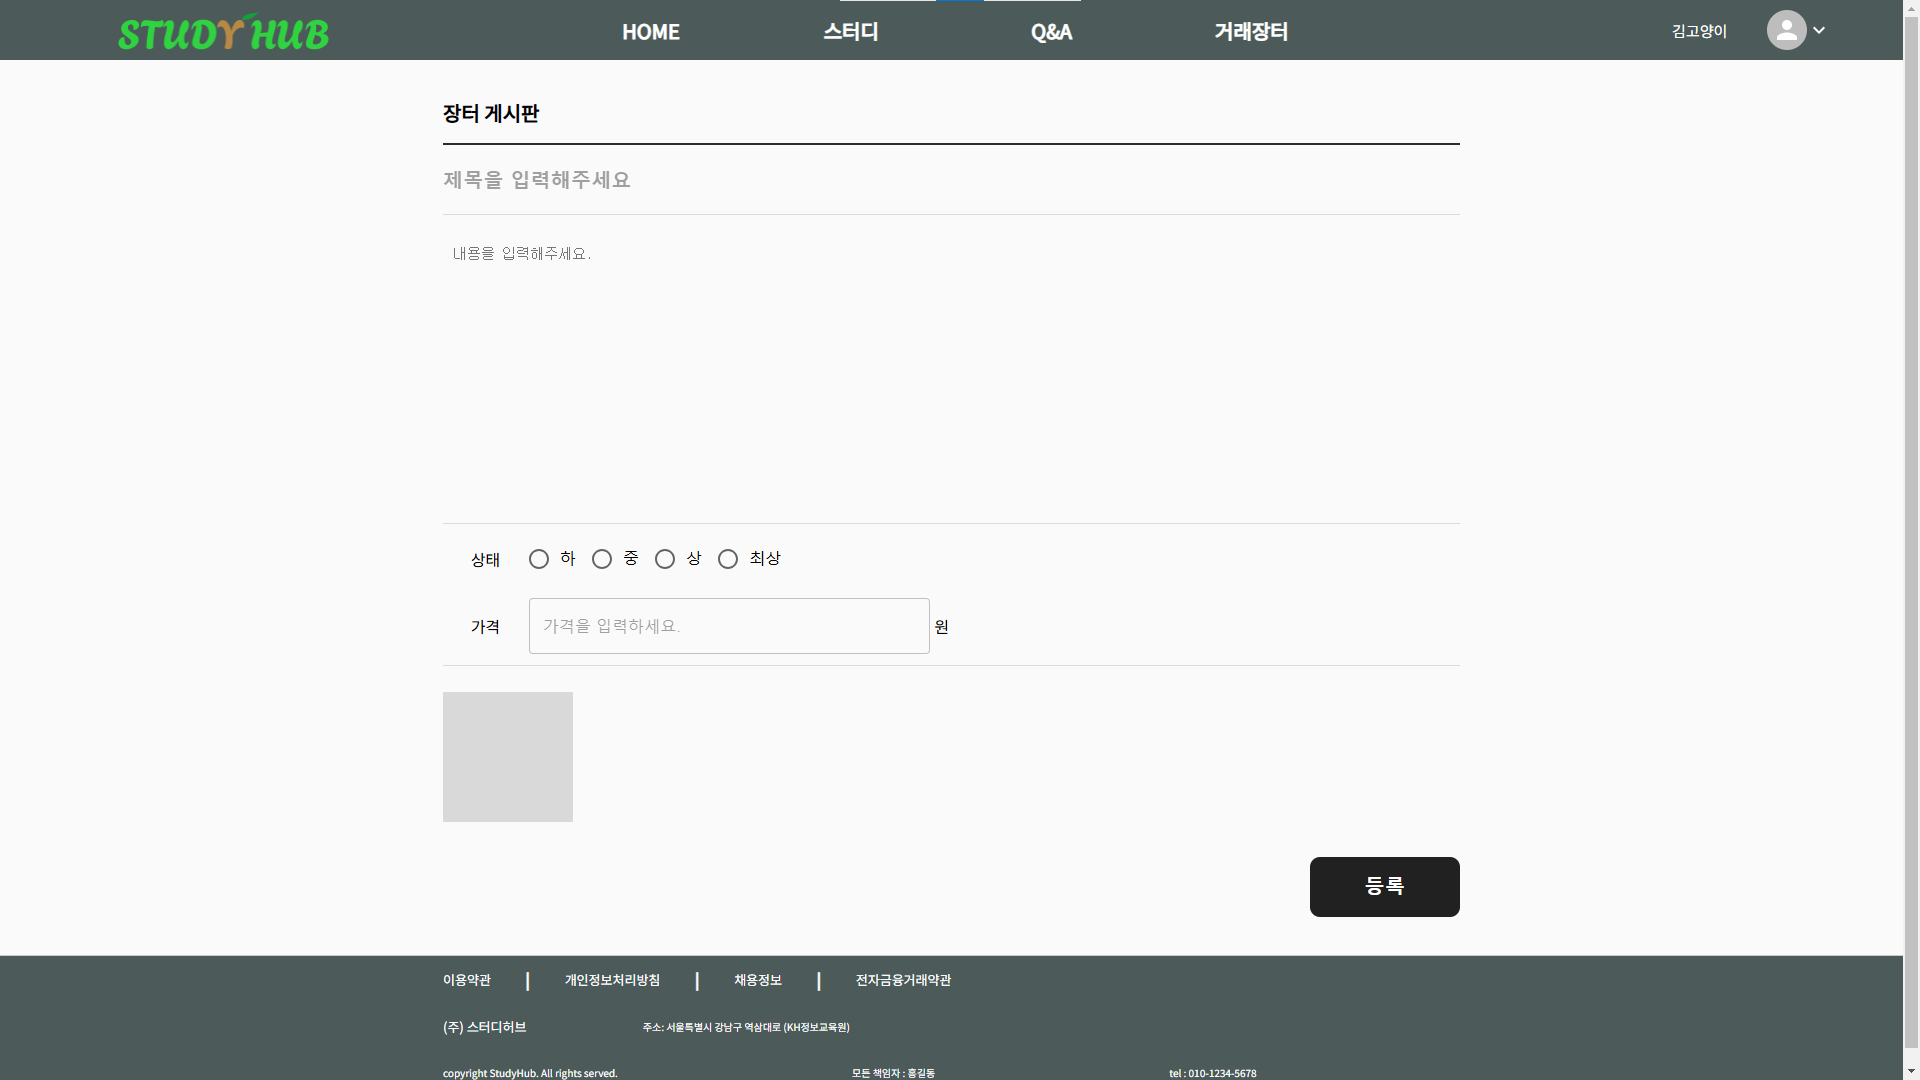 STUDYHUB HOME 스터디 Q&A 거래장터 김고양이
장터 게시판
제목을 입력해주세요
내용을 입력해주세요.
상태 하 중 상 최상
가격 가격을 입력하세요. 원
등록
이용약관 | 개인정보처리방침 | 채용정보 | 전자금융거래약관
(주) 스터디허브 주소: 서울특별시 강남구 역삼대로 (KH정보교육원)
copyright StudyHub. All rights served. 모든 책임자 : 홍길동 tel : 010-1234-5678